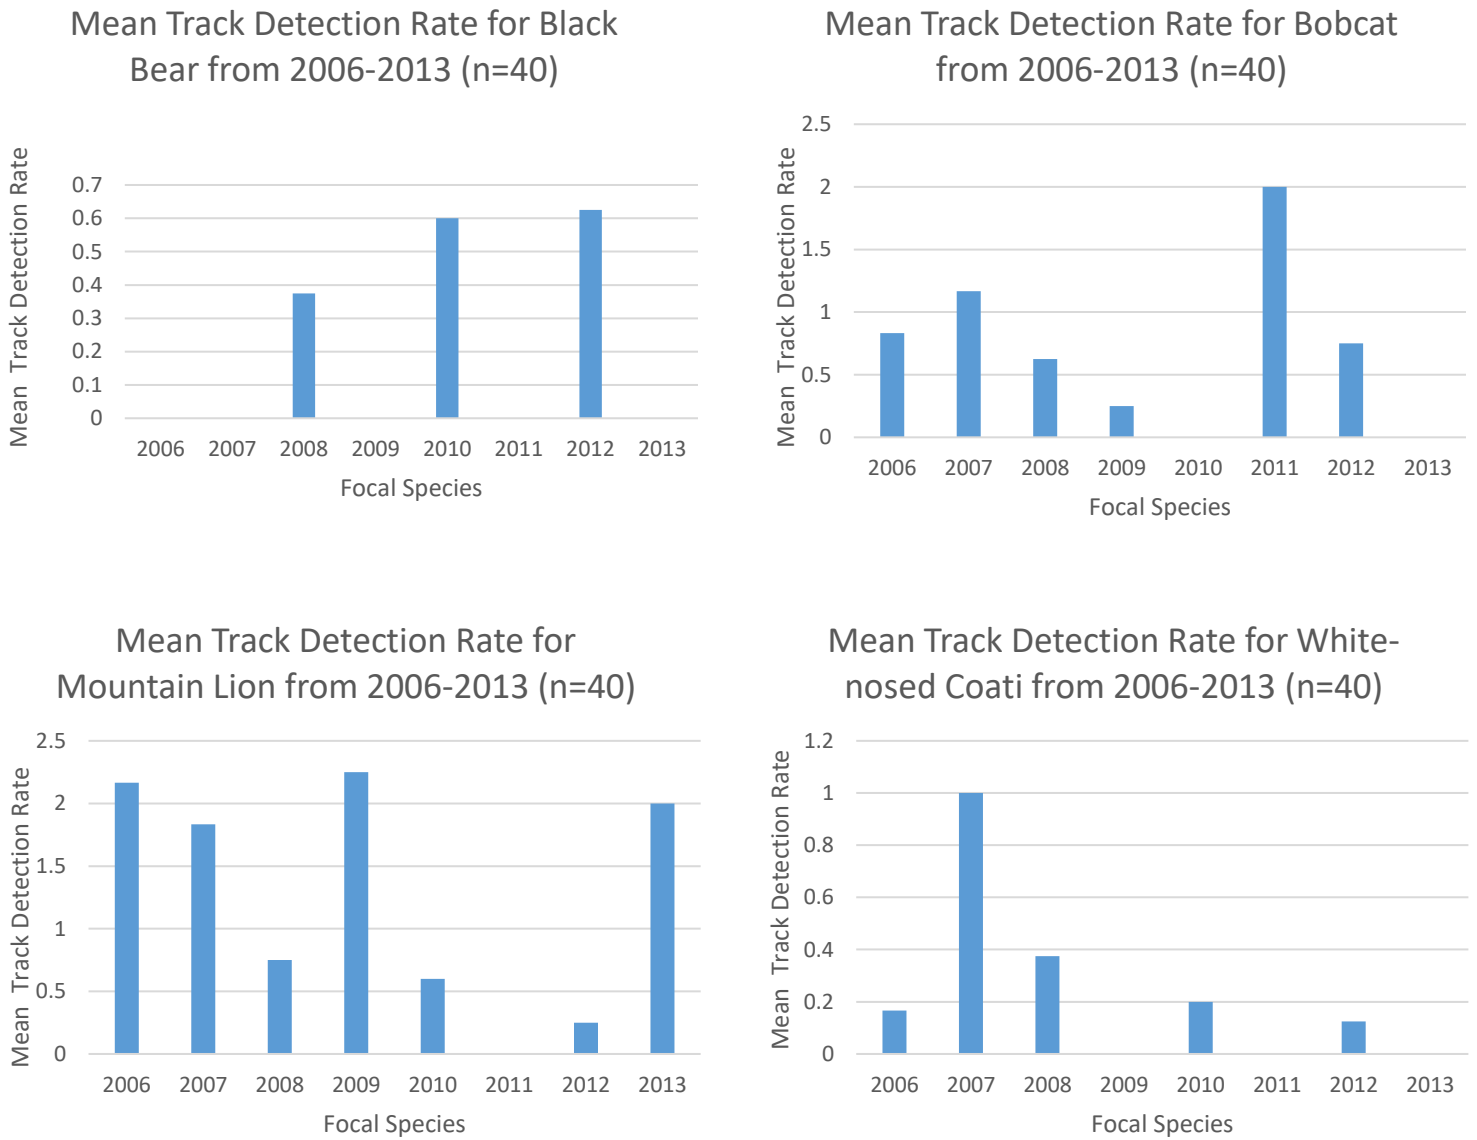 Mean Track Detection Rate for Black
Bear from 2006-2013 (n=40)
Mean Track Detection Rate
0.7
0.6
0.5
0.4
0.3
0.2
0.1
0
2006 2007 2008 2009 2010 2011 2012 2013
Focal Species
Mean Track Detection Rate for Bobcat
from 2006-2013 (n=40)
Mean Track Detection Rate
2.5
2
1.5
1
0.5
0
2006 2007 2008 2009 2010 2011 2012 2013
Focal Species
Mean Track Detection Rate for
Mountain Lion from 2006-2013 (n=40)
Mean Track Detection Rate
2.5
2
1.5
1
0.5
0
2006 2007 2008 2009 2010 2011 2012 2013
Focal Species
Mean Track Detection Rate for White-
nosed Coati from 2006-2013 (n=40)
Mean Track Detection Rate
1.2
1
0.8
0.6
0.4
0.2
0
2006 2007 2008 2009 2010 2011 2012 2013
Focal Species